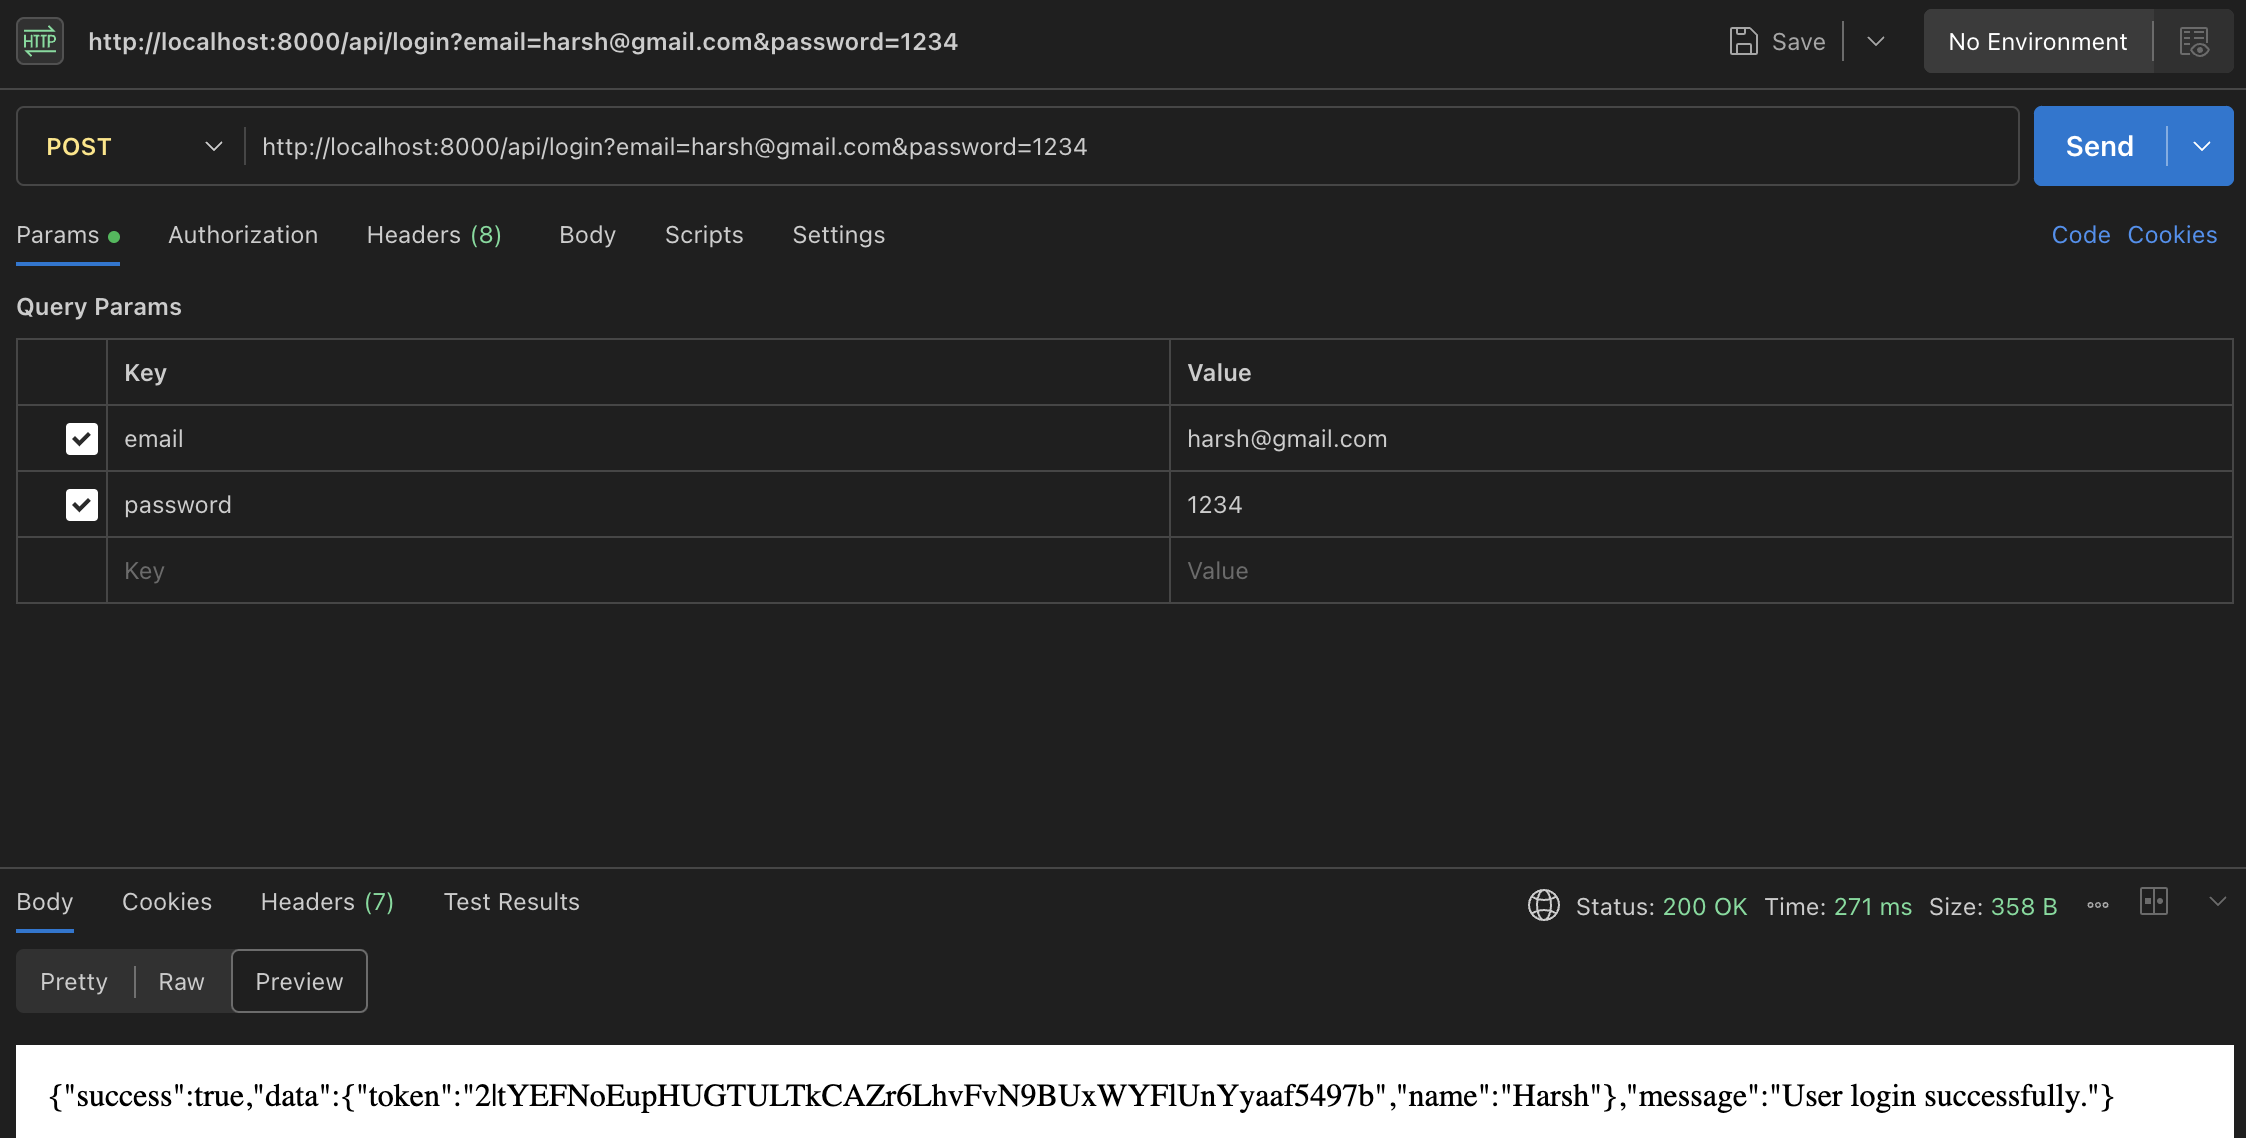 HTTP http://localhost:8000/api/login?email=harsh@gmail.com&password=1234 Save No Environment
POST http://localhost:8000/api/login?email=harsh@gmail.com&password=1234 Send
Params Authorization Headers (8) Body Scripts Settings Code Cookies
Query Params
Key Value
email harsh@gmail.com
password 1234
Key Value
Body Cookies Headers (7) Test Results Status: 200 OK Time: 271 ms Size: 358 B
Pretty Raw Preview
{"success":true,"data":{"token":"2|tYEFNoEupHUGTULTkCAZr6LhvFvN9BUxWYFlUnYyaaf5497b","name":"Harsh"},"message":"User login successfully."}